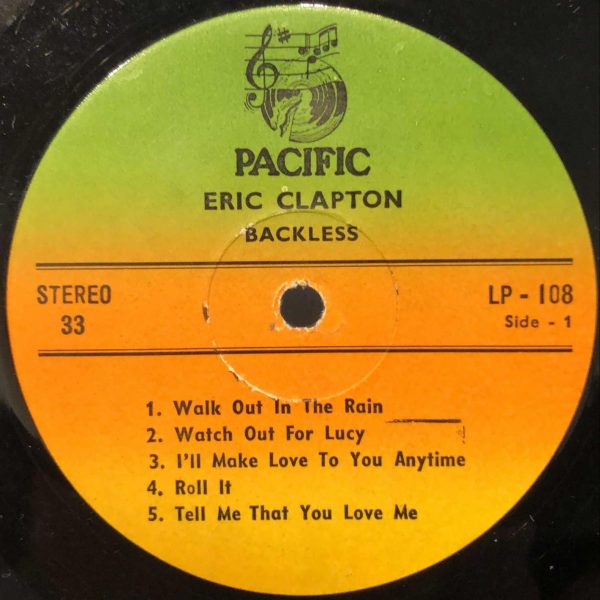 PACIFIC
ERIC CLAPTON
BACKLESS
STEREO
33
LP - 108
Side - 1
1. Walk Out In The Rain
2. Watch Out For Lucy
3. I'll Make Love To You Anytime
4. Roll It
5. Tell Me That You Love Me